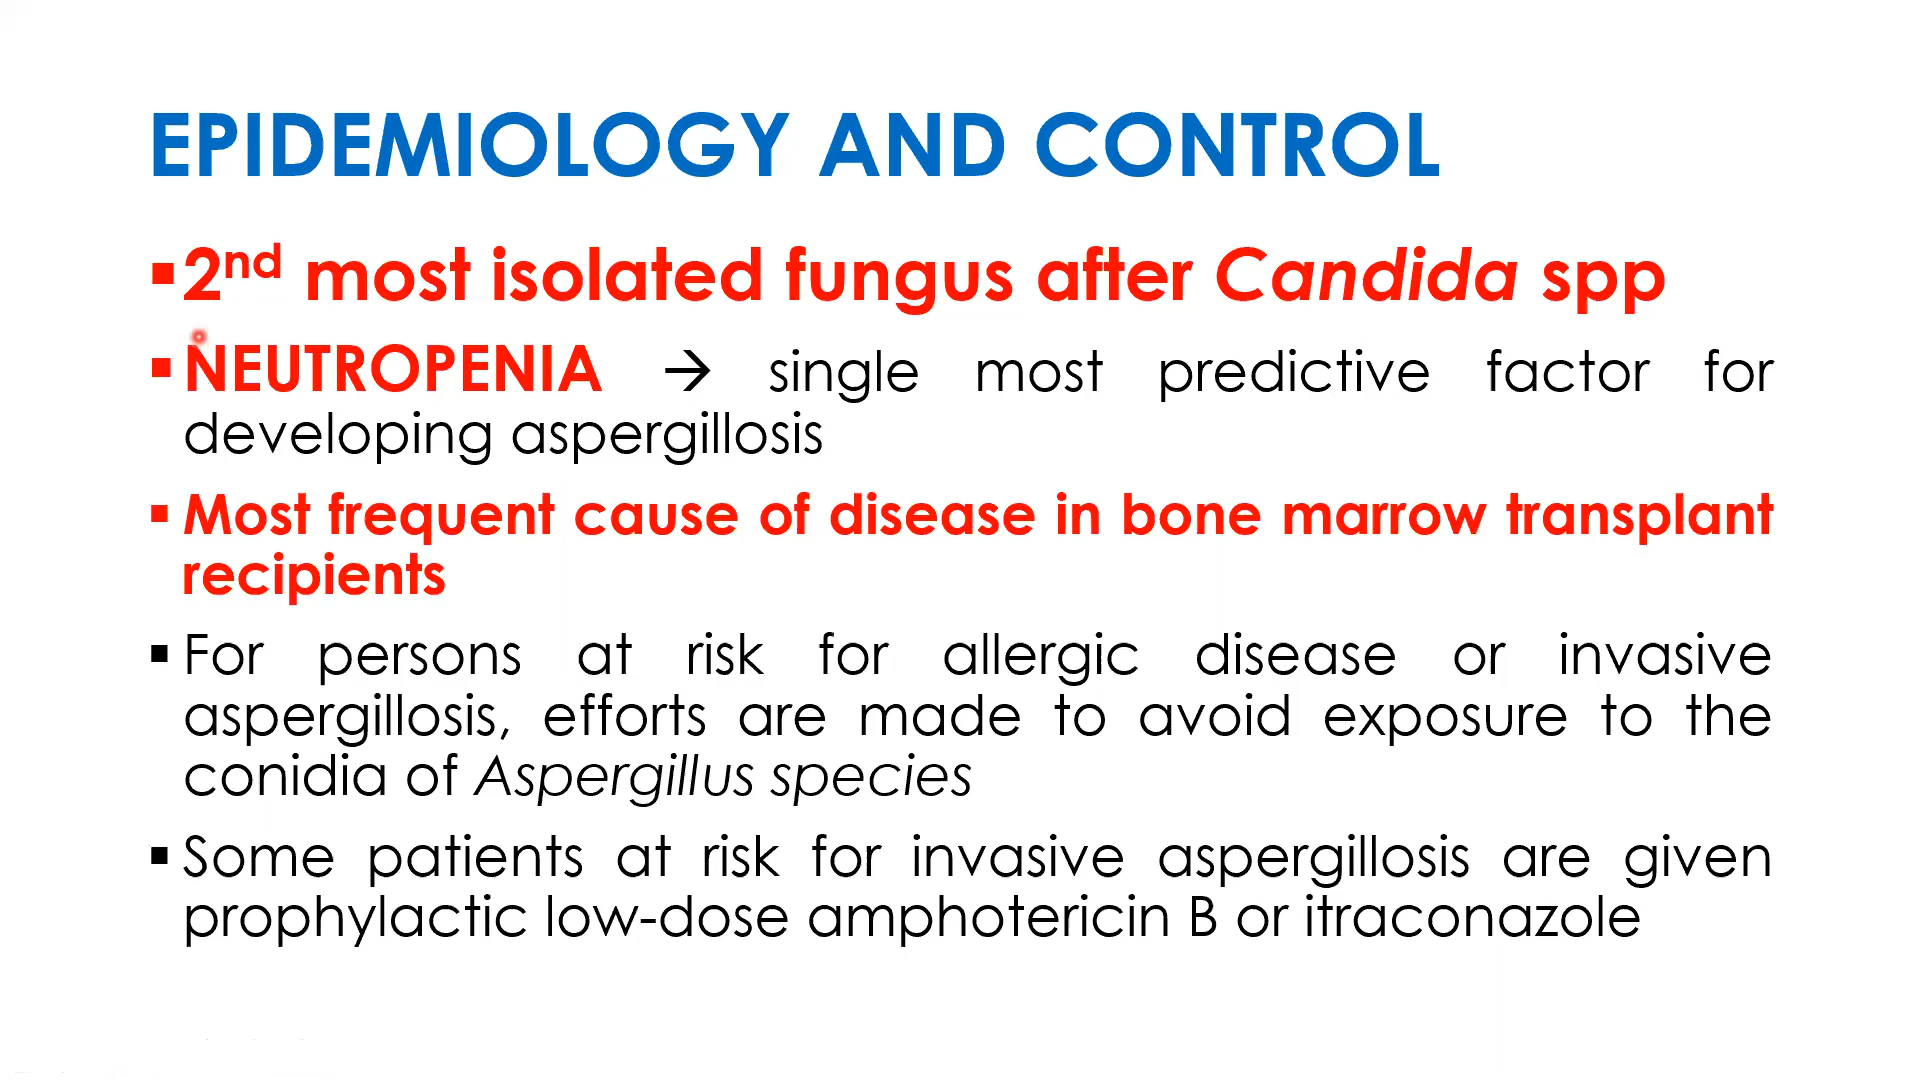 EPIDEMIOLOGY AND CONTROL
▪2nd most isolated fungus after Candida spp
▪NEUTROPENIA → single most predictive factor for
developing aspergillosis
▪Most frequent cause of disease in bone marrow transplant
recipients
▪For persons at risk for allergic disease or invasive
aspergillosis, efforts are made to avoid exposure to the
conidia of Aspergillus species
▪Some patients at risk for invasive aspergillosis are given
prophylactic low-dose amphotericin B or itraconazole